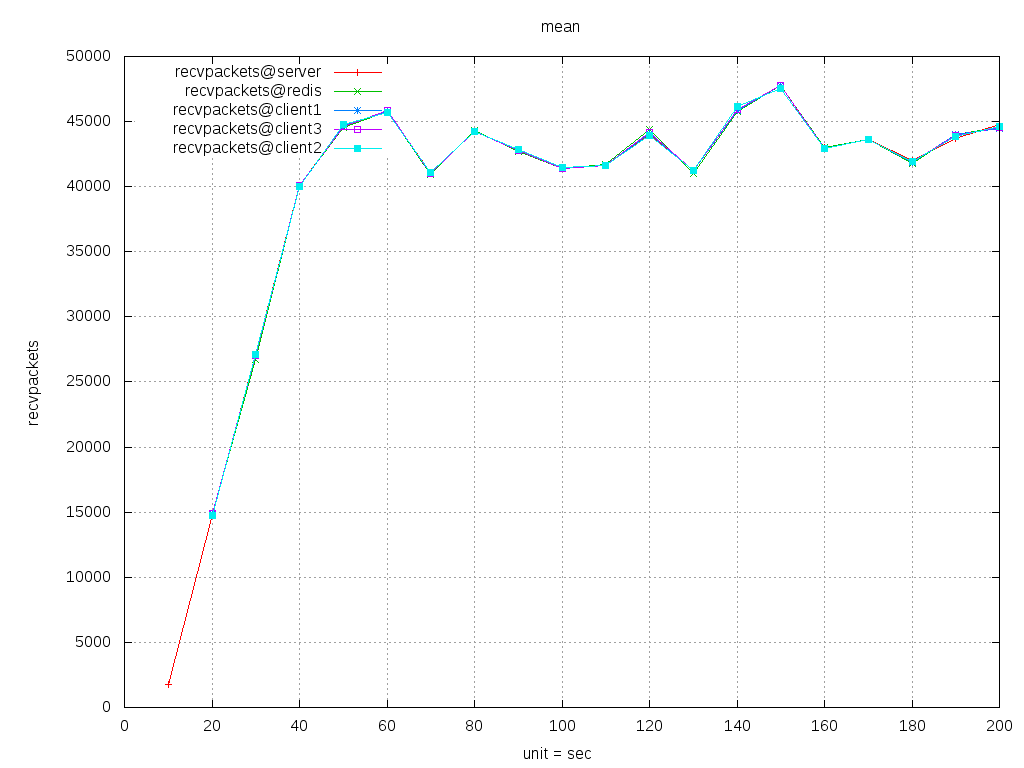 mean
50000
45000
40000
35000
30000
25000
20000
15000
10000
5000
0
recvpackets
recvpackets@server
recvpackets@redis
recvpackets@client1
recvpackets@client3
recvpackets@client2
0 20 40 60 80 100 120 140 160 180 200
unit = sec